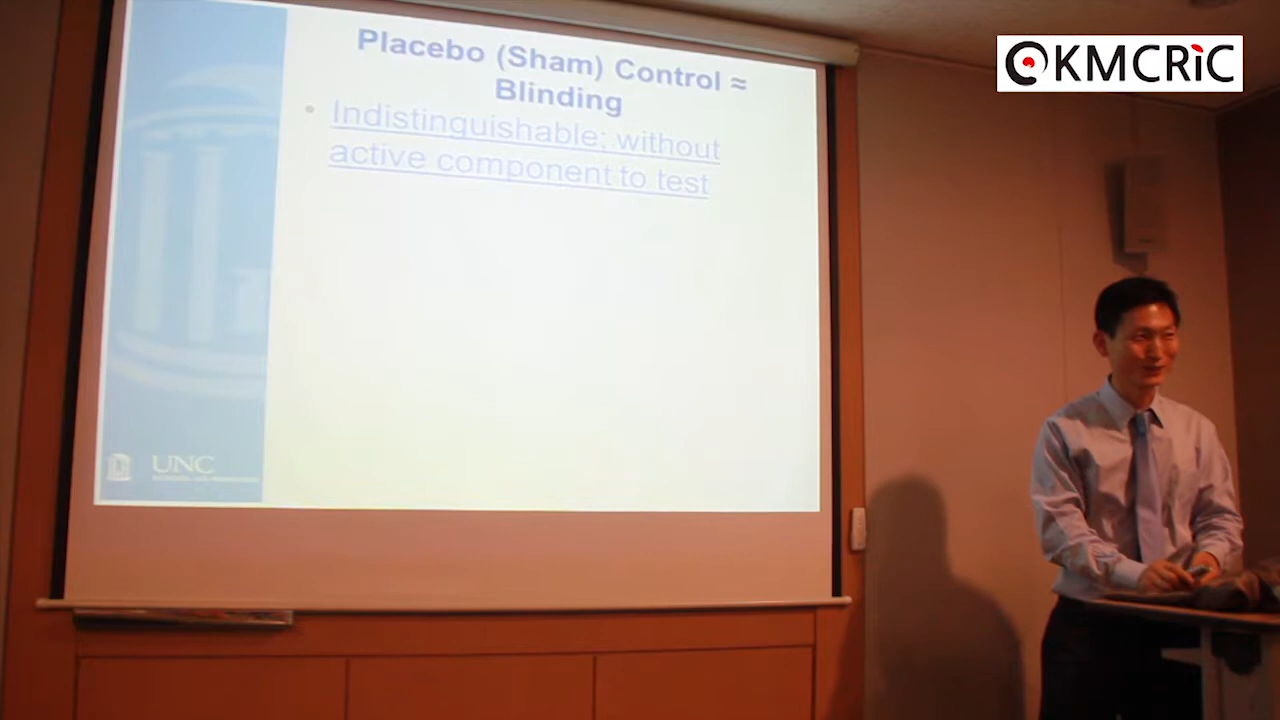 KMCRiC
Placebo (Sham) Control ≈
Blinding
• Indistinguishable; without
active component to test
UNC